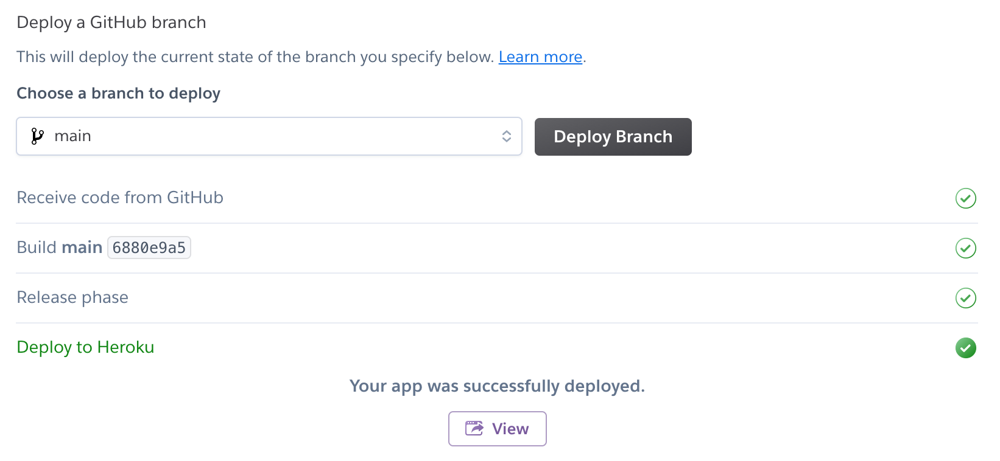 Deploy a GitHub branch
This will deploy the current state of the branch you specify below. Learn more.
Choose a branch to deploy
main
Deploy Branch
Receive code from GitHub
Build main 6880e9a5
Release phase
Deploy to Heroku
Your app was successfully deployed.
View